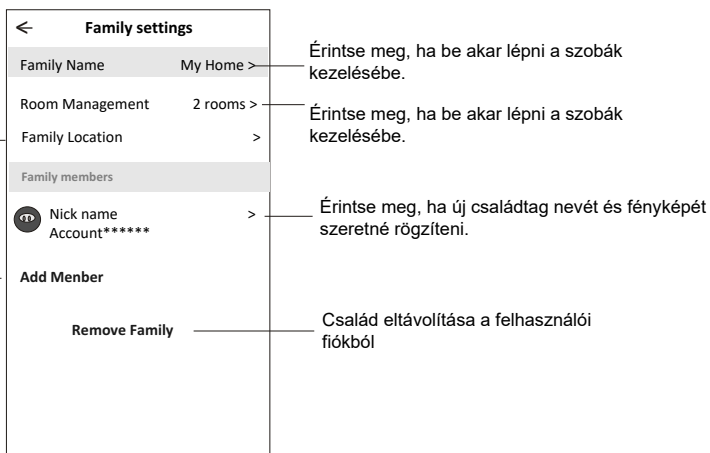 Family settings
Family Name My Home >
Érintse meg, ha be akar lépni a szobák
kezelésébe.
Room Management 2 rooms >
Érintse meg, ha be akar lépni a szobák
kezelésébe.
Family Location >
Family members
Nick name >
Account******
Érintse meg, ha új családtag nevét és fényképét
szeretné rögzíteni.
Add Menber
Remove Family
Család eltávolítása a felhasználói
fiókból